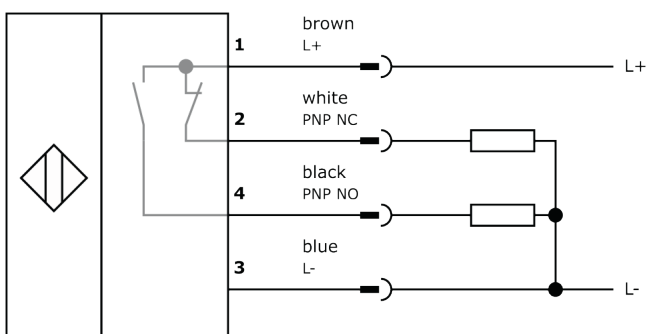 brown
1 L+
L+
white
2 PNP NC
black
4 PNP NO
blue
3 L-
L-